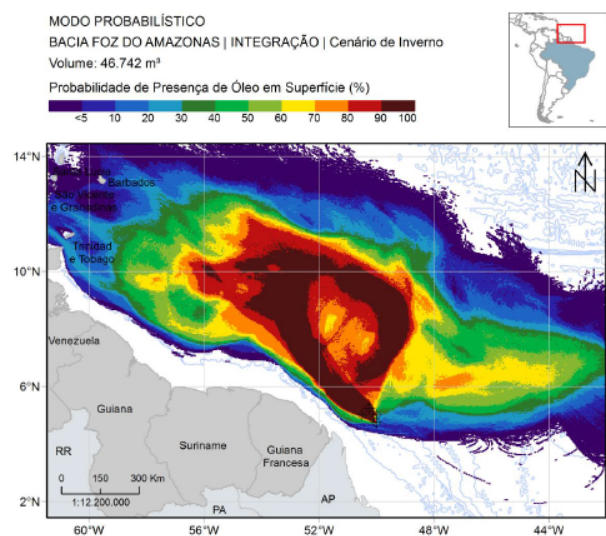 MODO PROBABILÍSTICO
BACIA FOZ DO AMAZONAS | INTEGRAÇÃO | Cenário de Inverno
Volume: 46.742 m³
Probabilidade de Presença de Óleo em Superfície (%)
<5 10 20 30 40 50 60 70 80 90 100
14°N
Barbados
São Vicente
e Granadinas
N
Trinidad
e Tobago
10°N
Venezuela
6°N
Guiana
Suriname
Guiana
Francesa
RR
0 150 300 Km
AP
1:12.200.000
PA
2°N
60°W 56°W 52°W 48°W 44°W